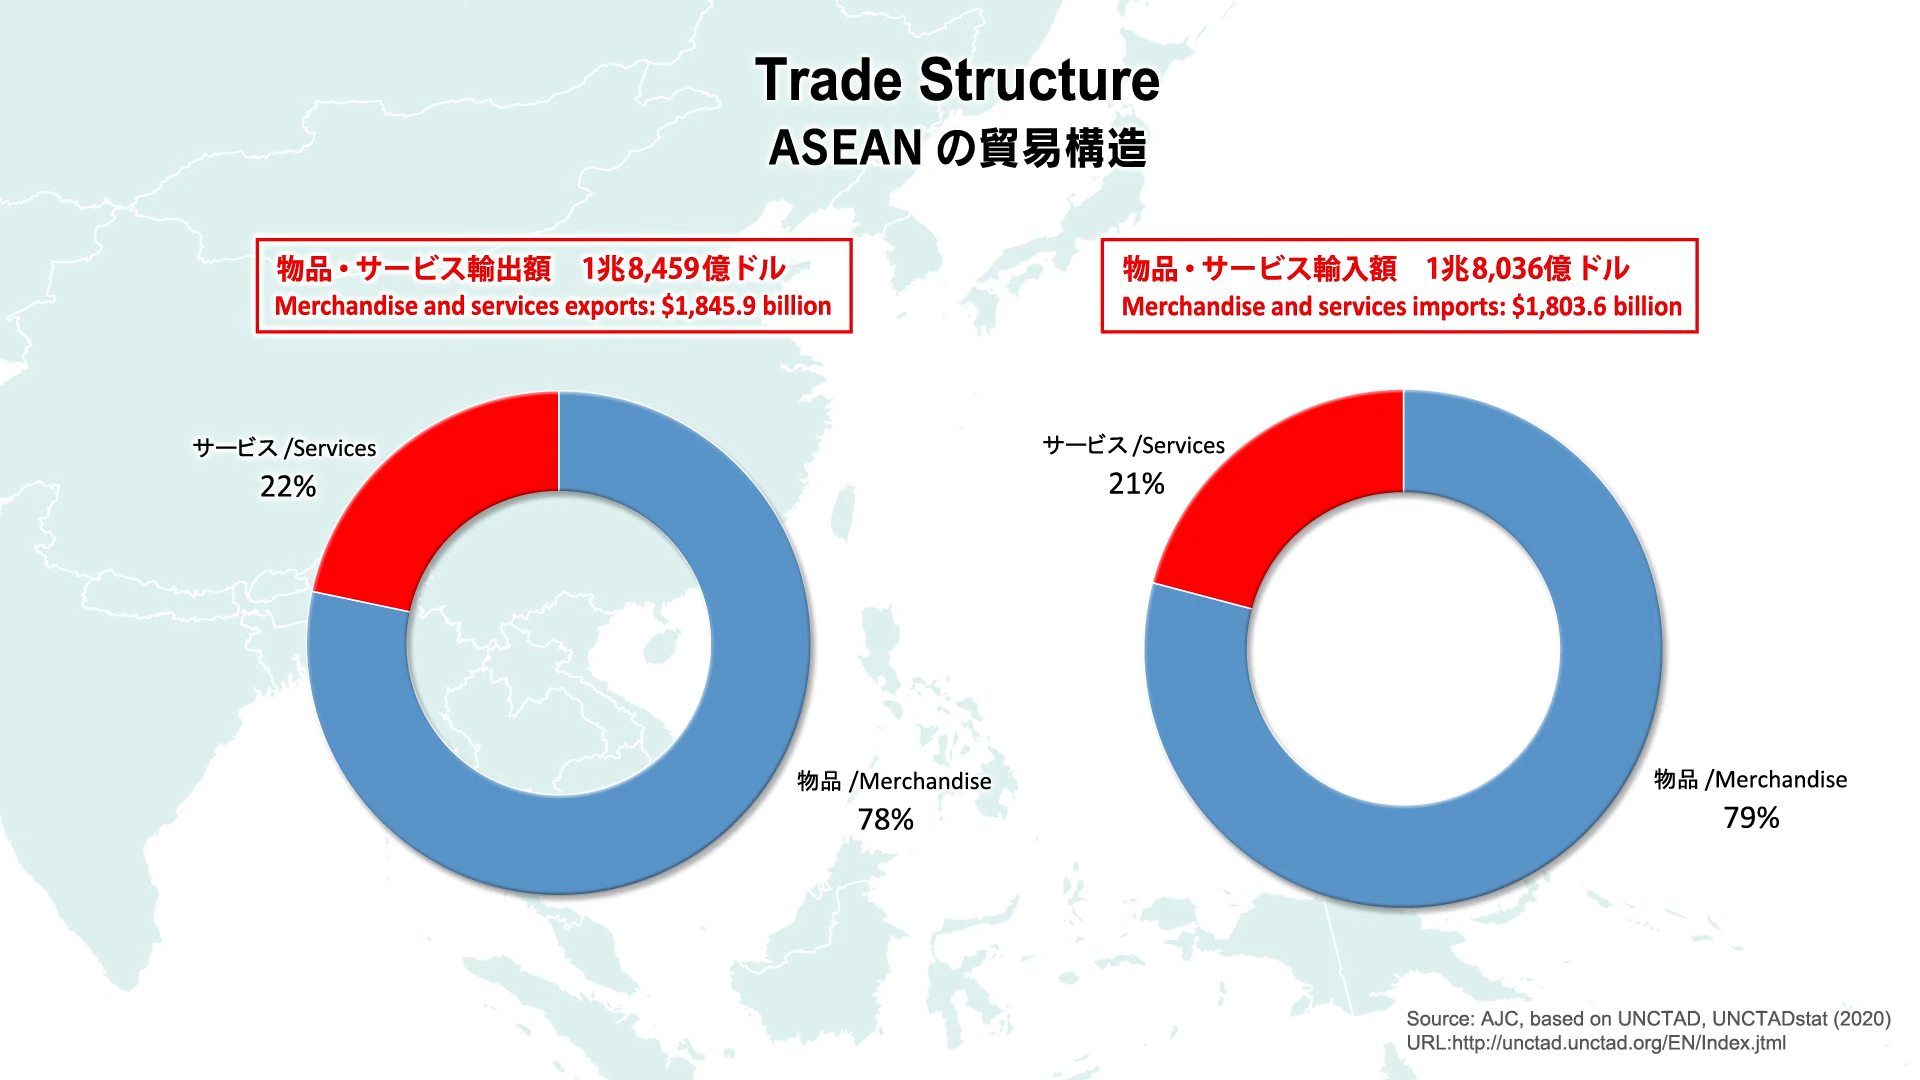 Trade Structure
ASEAN の貿易構造
物品・サービス輸出額　1兆8,459億ドル
Merchandise and services exports: $1,845.9 billion
サービス /Services
22%
物品 /Merchandise
78%
物品・サービス輸入額　1兆8,036億ドル
Merchandise and services imports: $1,803.6 billion
サービス /Services
21%
物品 /Merchandise
79%
Source: AJC, based on UNCTAD, UNCTADstat (2020)
URL:http://unctad.unctad.org/EN/Index.jtml